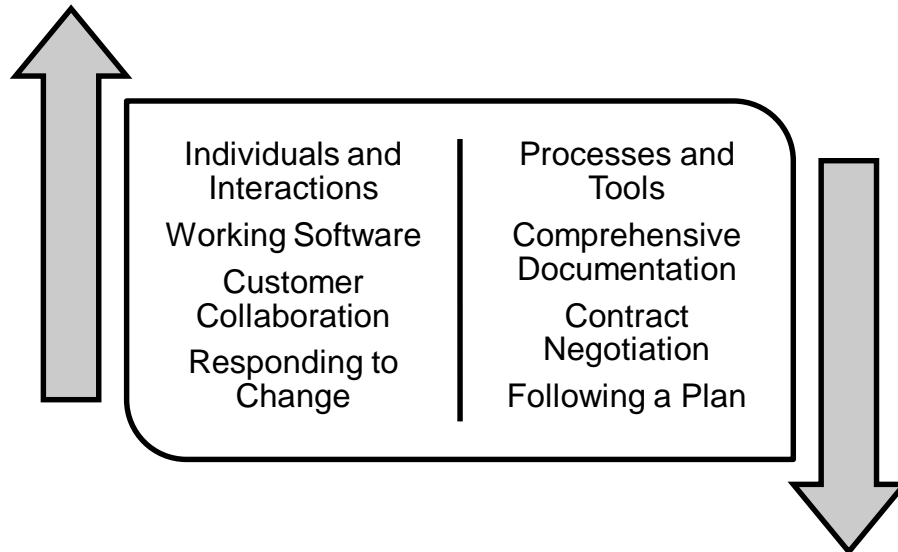 Individuals and
Interactions
Working Software
Customer
Collaboration
Responding to
Change
Processes and
Tools
Comprehensive
Documentation
Contract
Negotiation
Following a Plan